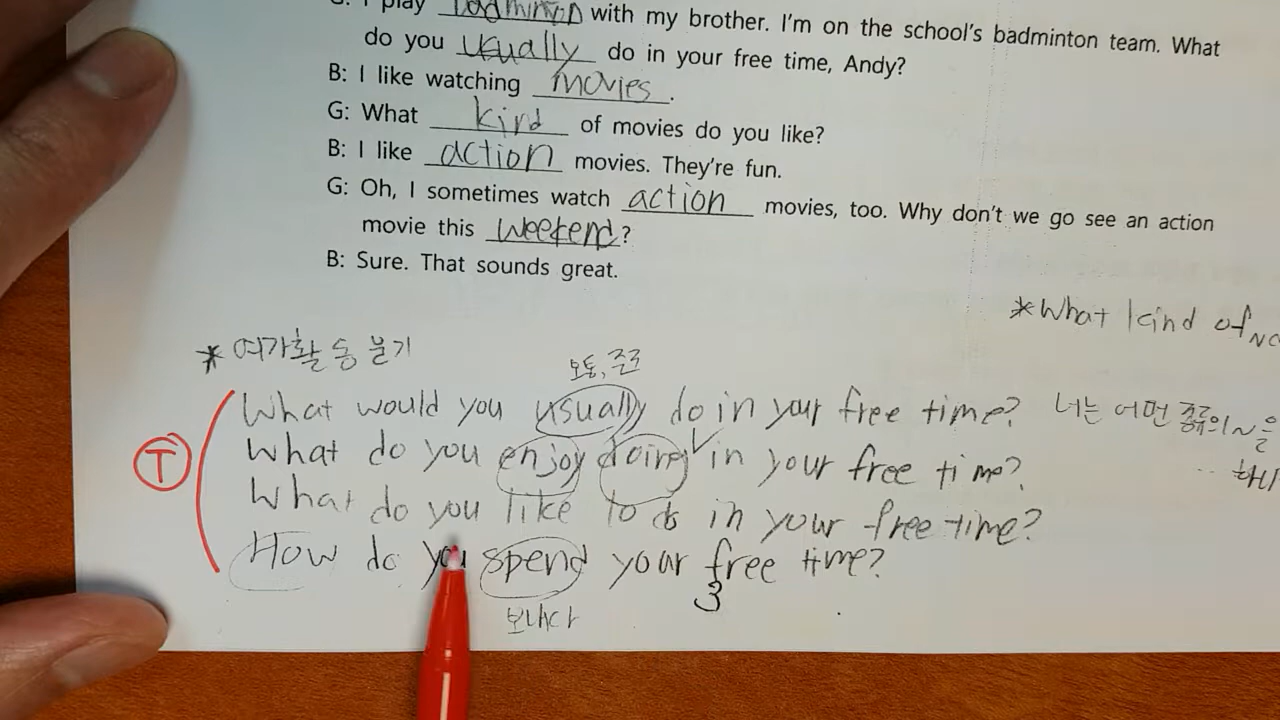 G: I play badminton with my brother. I'm on the school's badminton team. What
do you usually do in your free time, Andy?
B: I like watching movies.
G: What kind of movies do you like?
B: I like action movies. They're fun.
G: Oh, I sometimes watch action movies, too. Why don't we go see an action
movie this weekend?
B: Sure. That sounds great.
*What kind of
* 여가활동 묻기
보통, 주로
What would you usually do in your free time? 너는 어떤 종류의 ~을
What do you enjoy doing in your free time?
T
What do you like to do in your free time?
How do you spend your free time?
3
보내다